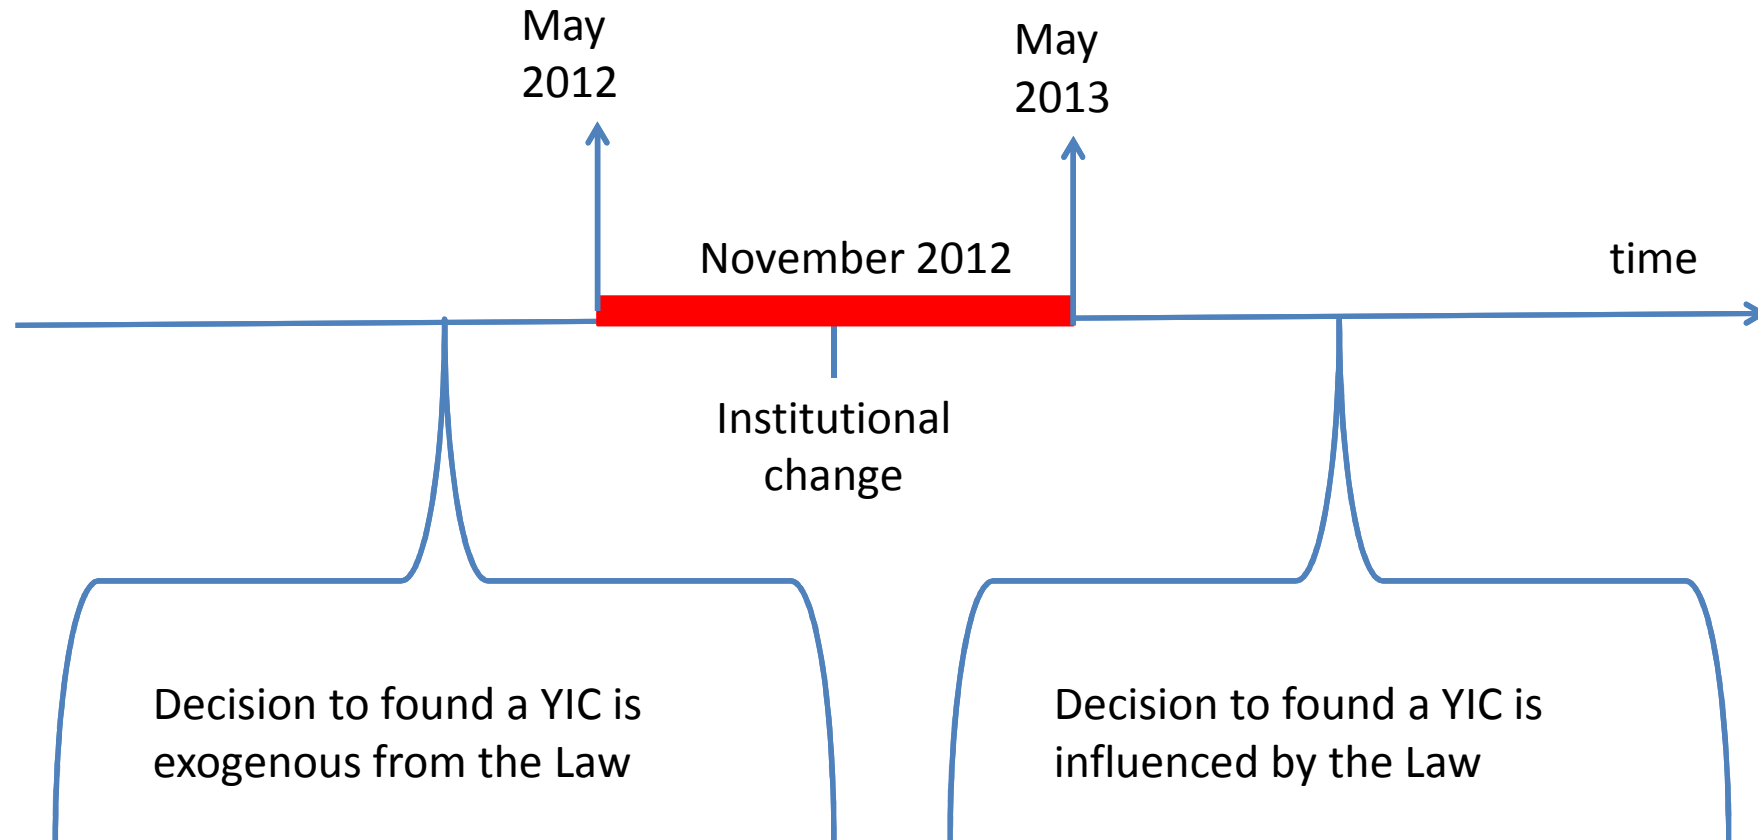 May
2012
May
2013
November 2012
time
Institutional
change
Decision to found a YIC is
exogenous from the Law
Decision to found a YIC is
influenced by the Law